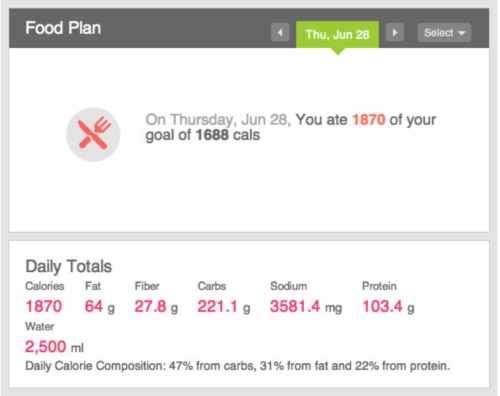 Food Plan
Thu, Jun 28
Select
On Thursday, Jun 28, You ate 1870 of your
goal of 1688 cals
Daily Totals
Calories Fat Fiber Carbs Sodium Protein
1870 64 g 27.8 g 221.1 g 3581.4 mg 103.4 g
Water
2,500 ml
Daily Calorie Composition: 47% from carbs, 31% from fat and 22% from protein.